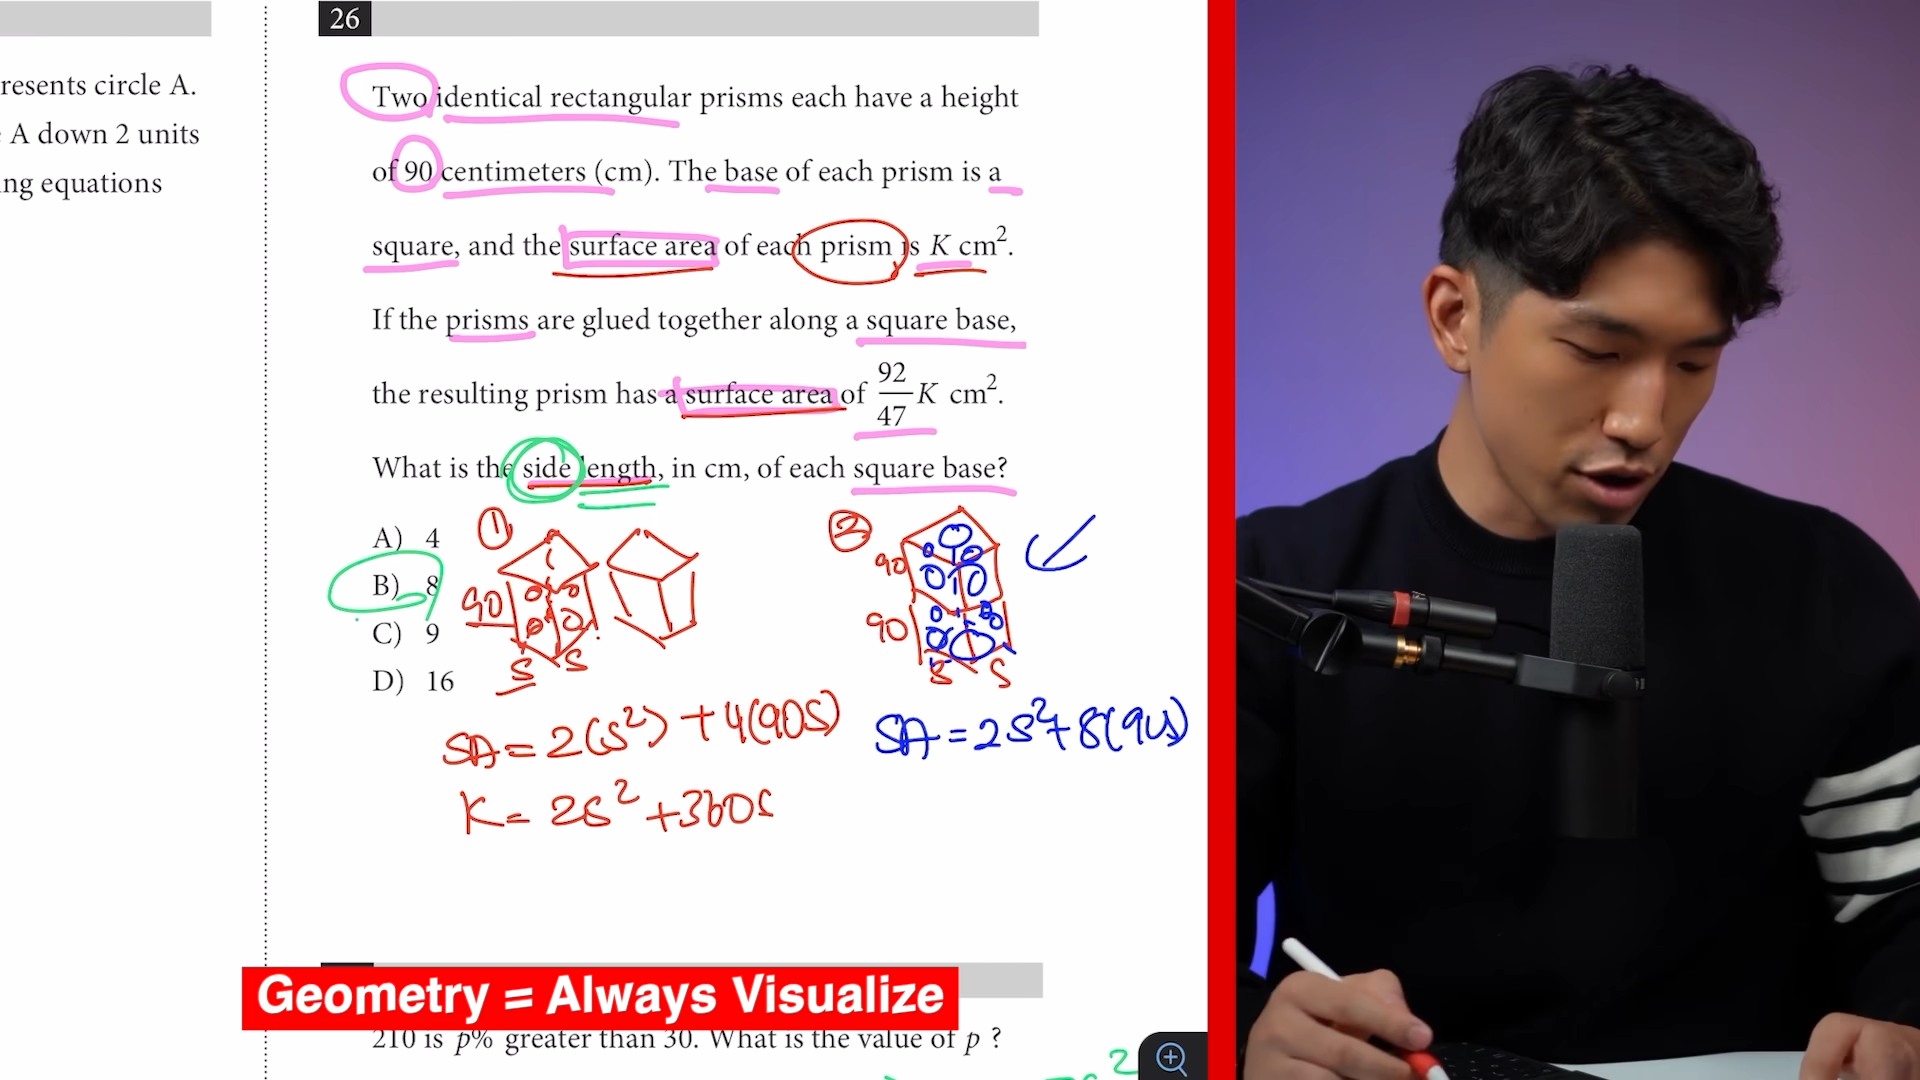 26
resents circle A.
A down 2 units
ing equations
Two identical rectangular prisms each have a height
of 90 centimeters (cm). The base of each prism is a
square, and the surface area of each prism is K cm².
If the prisms are glued together along a square base,
the resulting prism has a surface area of 92/47 K cm².
What is the side length, in cm, of each square base?
A) 4
B) 8
C) 9
D) 16
①
90
S S
②
90
90
S S
SA = 2(s²) + 4(90s)
K = 2s² + 360s
SA = 2s² + 8(90s)
Geometry = Always Visualize
210 is p% greater than 30. What is the value of p ?
2